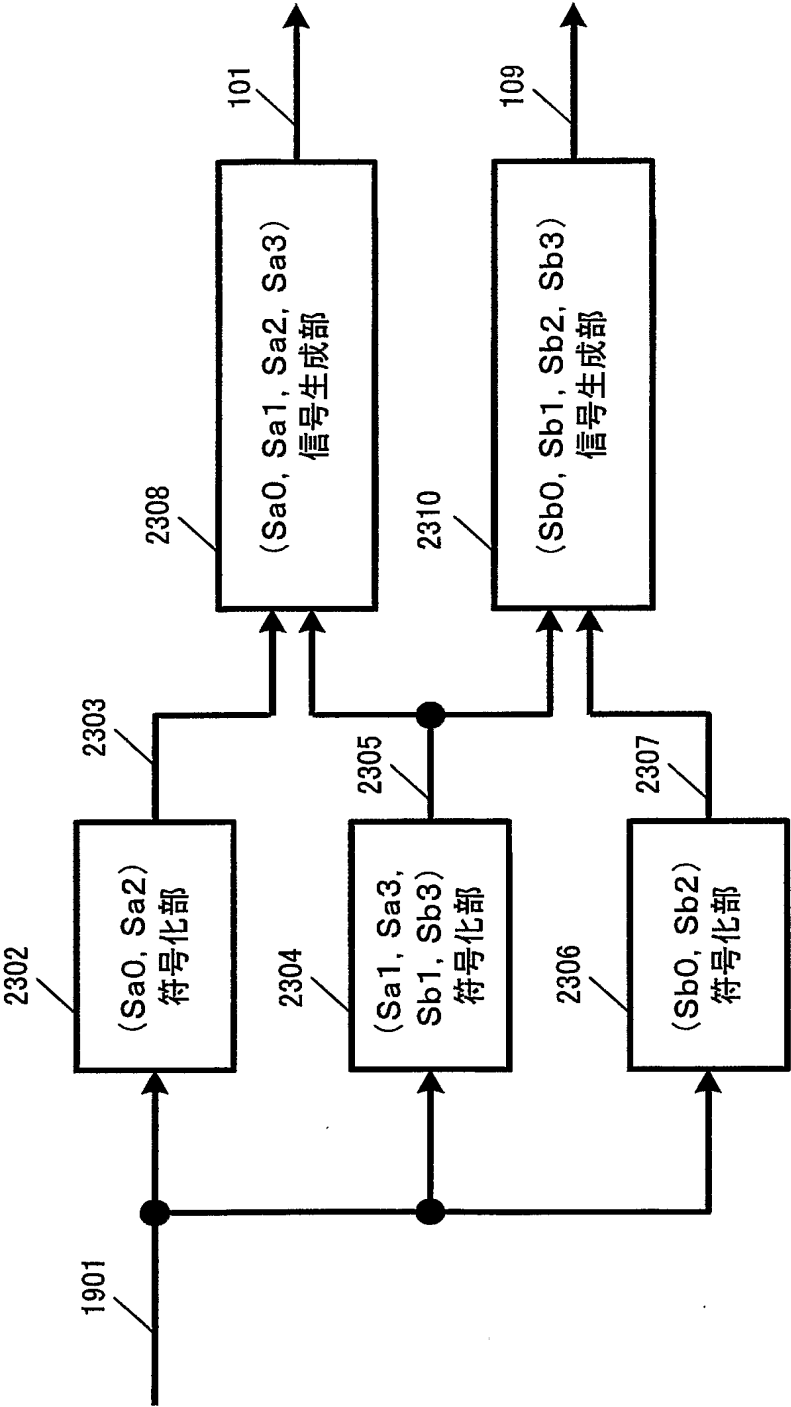 1901
2302
(Sa0, Sa2)
符号化部
2303
2304
(Sa1, Sa3,
Sb1, Sb3)
符号化部
2305
2306
(Sb0, Sb2)
符号化部
2307
2308
(Sa0, Sa1, Sa2, Sa3)
信号生成部
101
2310
(Sb0, Sb1, Sb2, Sb3)
信号生成部
109